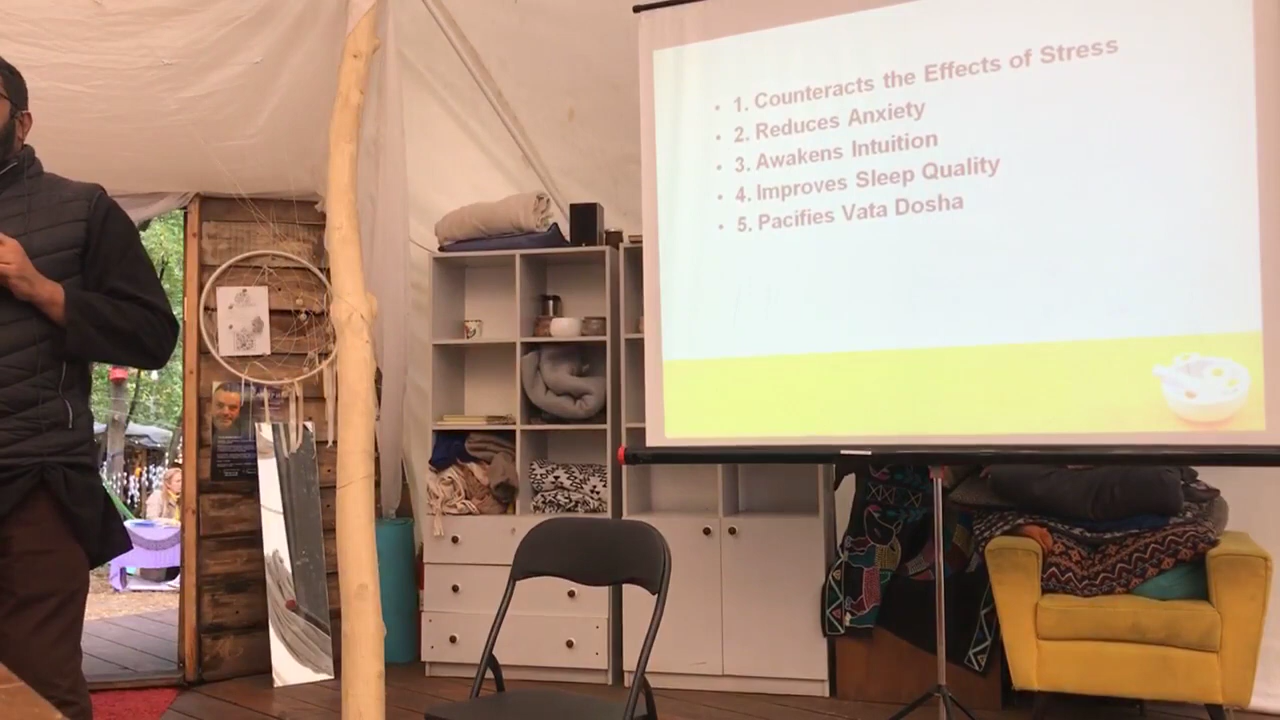 • 1. Counteracts the Effects of Stress
• 2. Reduces Anxiety
• 3. Awakens Intuition
• 4. Improves Sleep Quality
• 5. Pacifies Vata Dosha